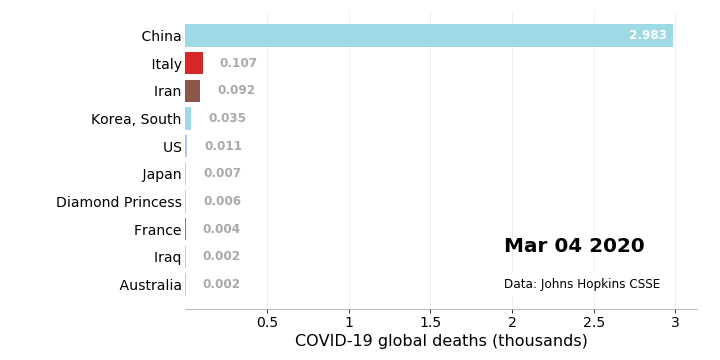 China 2.983
Italy 0.107
Iran 0.092
Korea, South 0.035
US 0.011
Japan 0.007
Diamond Princess 0.006
France 0.004
Iraq 0.002
Australia 0.002
Mar 04 2020
Data: Johns Hopkins CSSE
0.5 1 1.5 2 2.5 3
COVID-19 global deaths (thousands)